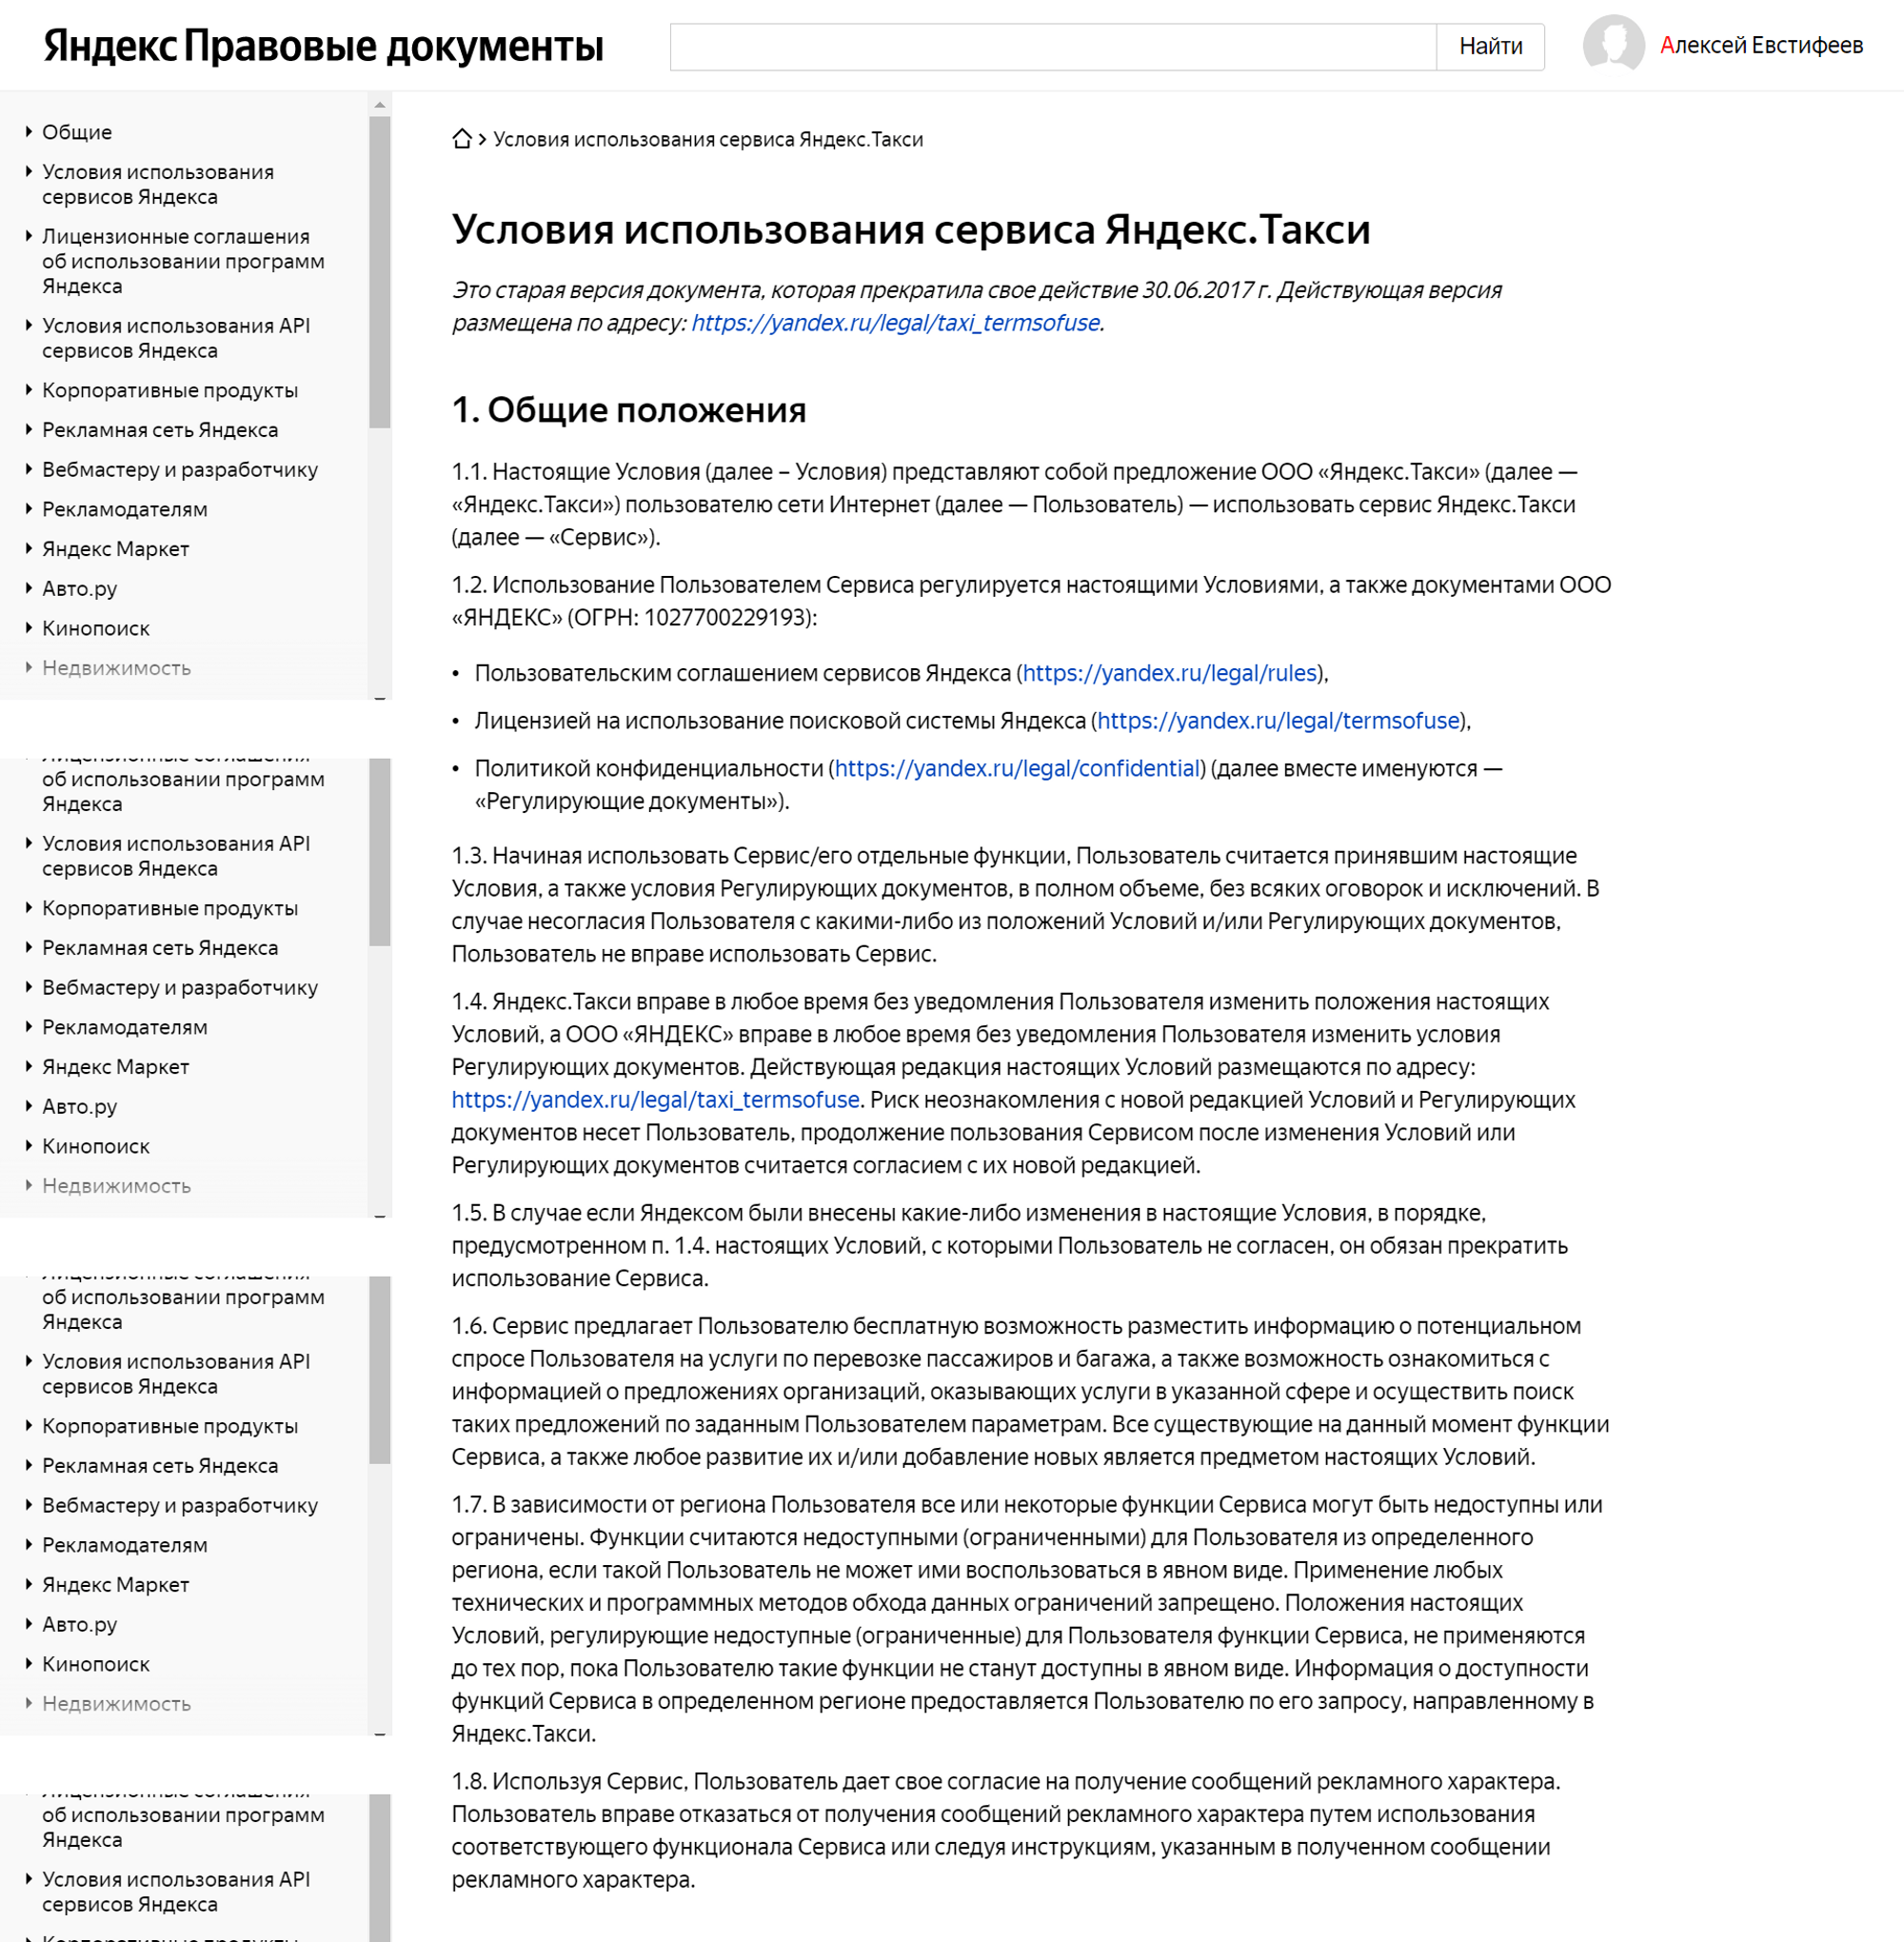 Яндекс Правовые документы
Найти
Алексей Евстифеев
Общие
Условия использования
сервисов Яндекса
Лицензионные соглашения
об использовании программ
Яндекса
Условия использования API
сервисов Яндекса
Корпоративные продукты
Рекламная сеть Яндекса
Вебмастеру и разработчику
Рекламодателям
Яндекс Маркет
Авто.ру
Кинопоиск
Недвижимость
Лицензионные соглашения
об использовании программ
Яндекса
Условия использования API
сервисов Яндекса
Корпоративные продукты
Рекламная сеть Яндекса
Вебмастеру и разработчику
Рекламодателям
Яндекс Маркет
Авто.ру
Кинопоиск
Недвижимость
Лицензионные соглашения
об использовании программ
Яндекса
Условия использования API
сервисов Яндекса
Корпоративные продукты
Рекламная сеть Яндекса
Вебмастеру и разработчику
Рекламодателям
Яндекс Маркет
Авто.ру
Кинопоиск
Недвижимость
Лицензионные соглашения
об использовании программ
Яндекса
Условия использования API
сервисов Яндекса
Корпоративные продукты
Условия использования сервиса Яндекс.Такси
Условия использования сервиса Яндекс.Такси
Это старая версия документа, которая прекратила свое действие 30.06.2017 г. Действующая версия
размещена по адресу: https://yandex.ru/legal/taxi_termsofuse.
1. Общие положения
1.1. Настоящие Условия (далее – Условия) представляют собой предложение ООО «Яндекс.Такси» (далее —
«Яндекс.Такси») пользователю сети Интернет (далее — Пользователь) — использовать сервис Яндекс.Такси
(далее — «Сервис»).
1.2. Использование Пользователем Сервиса регулируется настоящими Условиями, а также документами ООО
«ЯНДЕКС» (ОГРН: 1027700229193):
• Пользовательским соглашением сервисов Яндекса (https://yandex.ru/legal/rules),
• Лицензией на использование поисковой системы Яндекса (https://yandex.ru/legal/termsofuse),
• Политикой конфиденциальности (https://yandex.ru/legal/confidential) (далее вместе именуются —
«Регулирующие документы»).
1.3. Начиная использовать Сервис/его отдельные функции, Пользователь считается принявшим настоящие
Условия, а также условия Регулирующих документов, в полном объеме, без всяких оговорок и исключений. В
случае несогласия Пользователя с какими-либо из положений Условий и/или Регулирующих документов,
Пользователь не вправе использовать Сервис.
1.4. Яндекс.Такси вправе в любое время без уведомления Пользователя изменить положения настоящих
Условий, а ООО «ЯНДЕКС» вправе в любое время без уведомления Пользователя изменить условия
Регулирующих документов. Действующая редакция настоящих Условий размещаются по адресу:
https://yandex.ru/legal/taxi_termsofuse. Риск неознакомления с новой редакцией Условий и Регулирующих
документов несет Пользователь, продолжение пользования Сервисом после изменения Условий или
Регулирующих документов считается согласием с их новой редакцией.
1.5. В случае если Яндексом были внесены какие-либо изменения в настоящие Условия, в порядке,
предусмотренном п. 1.4. настоящих Условий, с которыми Пользователь не согласен, он обязан прекратить
использование Сервиса.
1.6. Сервис предлагает Пользователю бесплатную возможность разместить информацию о потенциальном
спросе Пользователя на услуги по перевозке пассажиров и багажа, а также возможность ознакомиться с
информацией о предложениях организаций, оказывающих услуги в указанной сфере и осуществить поиск
таких предложений по заданным Пользователем параметрам. Все существующие на данный момент функции
Сервиса, а также любое развитие их и/или добавление новых является предметом настоящих Условий.
1.7. В зависимости от региона Пользователя все или некоторые функции Сервиса могут быть недоступны или
ограничены. Функции считаются недоступными (ограниченными) для Пользователя из определенного
региона, если такой Пользователь не может ими воспользоваться в явном виде. Применение любых
технических и программных методов обхода данных ограничений запрещено. Положения настоящих
Условий, регулирующие недоступные (ограниченные) для Пользователя функции Сервиса, не применяются
до тех пор, пока Пользователю такие функции не станут доступны в явном виде. Информация о доступности
функций Сервиса в определенном регионе предоставляется Пользователю по его запросу, направленному в
Яндекс.Такси.
1.8. Используя Сервис, Пользователь дает свое согласие на получение сообщений рекламного характера.
Пользователь вправе отказаться от получения сообщений рекламного характера путем использования
соответствующего функционала Сервиса или следуя инструкциям, указанным в полученном сообщении
рекламного характера.